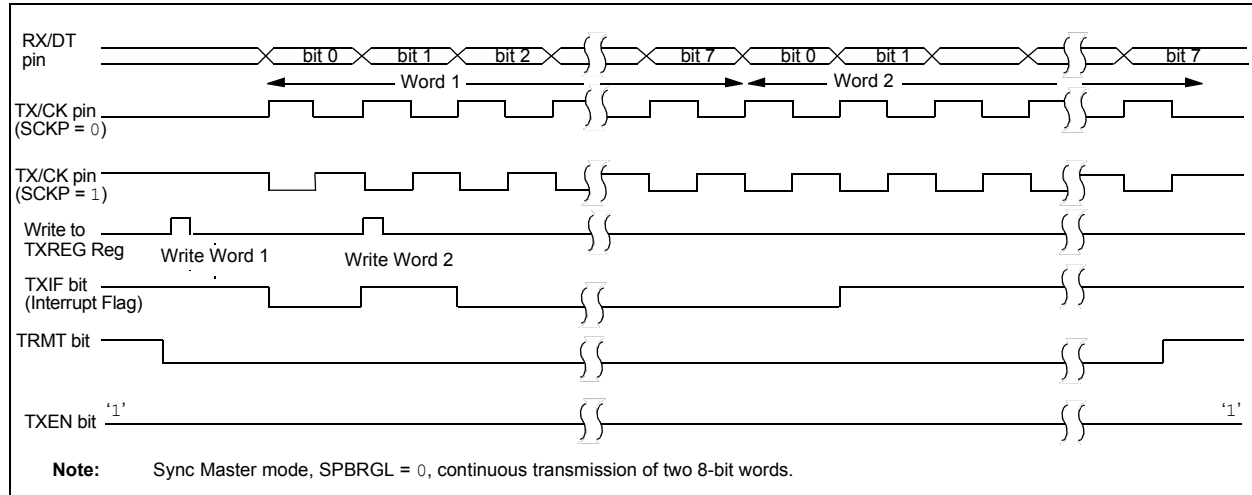 RX/DT
pin
bit 0 bit 1 bit 2 bit 7 bit 0 bit 1 bit 7
Word 1 Word 2
TX/CK pin
(SCKP = 0)
TX/CK pin
(SCKP = 1)
Write to
TXREG Reg
Write Word 1 Write Word 2
TXIF bit
(Interrupt Flag)
TRMT bit
TXEN bit
‘1’ ‘1’
Note: Sync Master mode, SPBRGL = 0, continuous transmission of two 8-bit words.